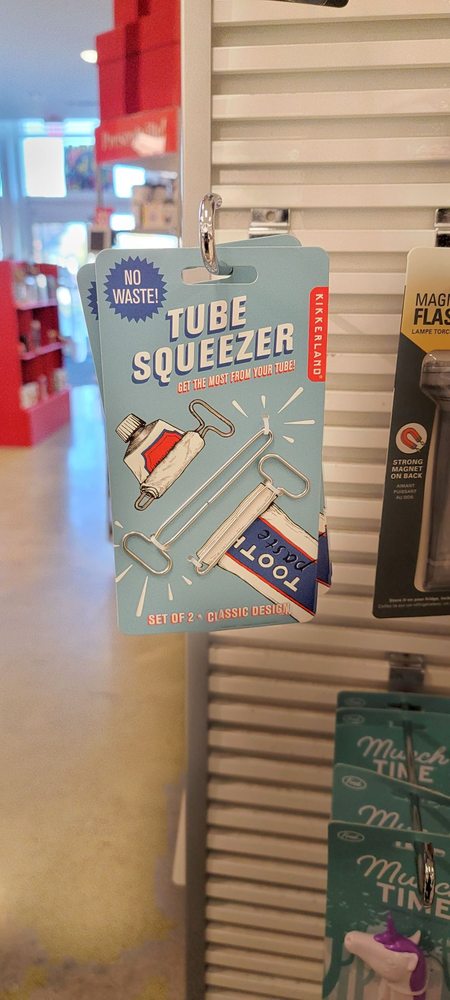 NO
WASTE!
TUBE
SQUEEZER
GET THE MOST FROM YOUR TUBE!
KIKKERLAND
TOOTH
paste
SET OF 2 • CLASSIC DESIGN
MAGN
FLAS
LAMPE TORC
STRONG
MAGNET
ON BACK
AIMANT
PUISSANT
AU DOS
Munch
TIME
Munch
Munch
TIME